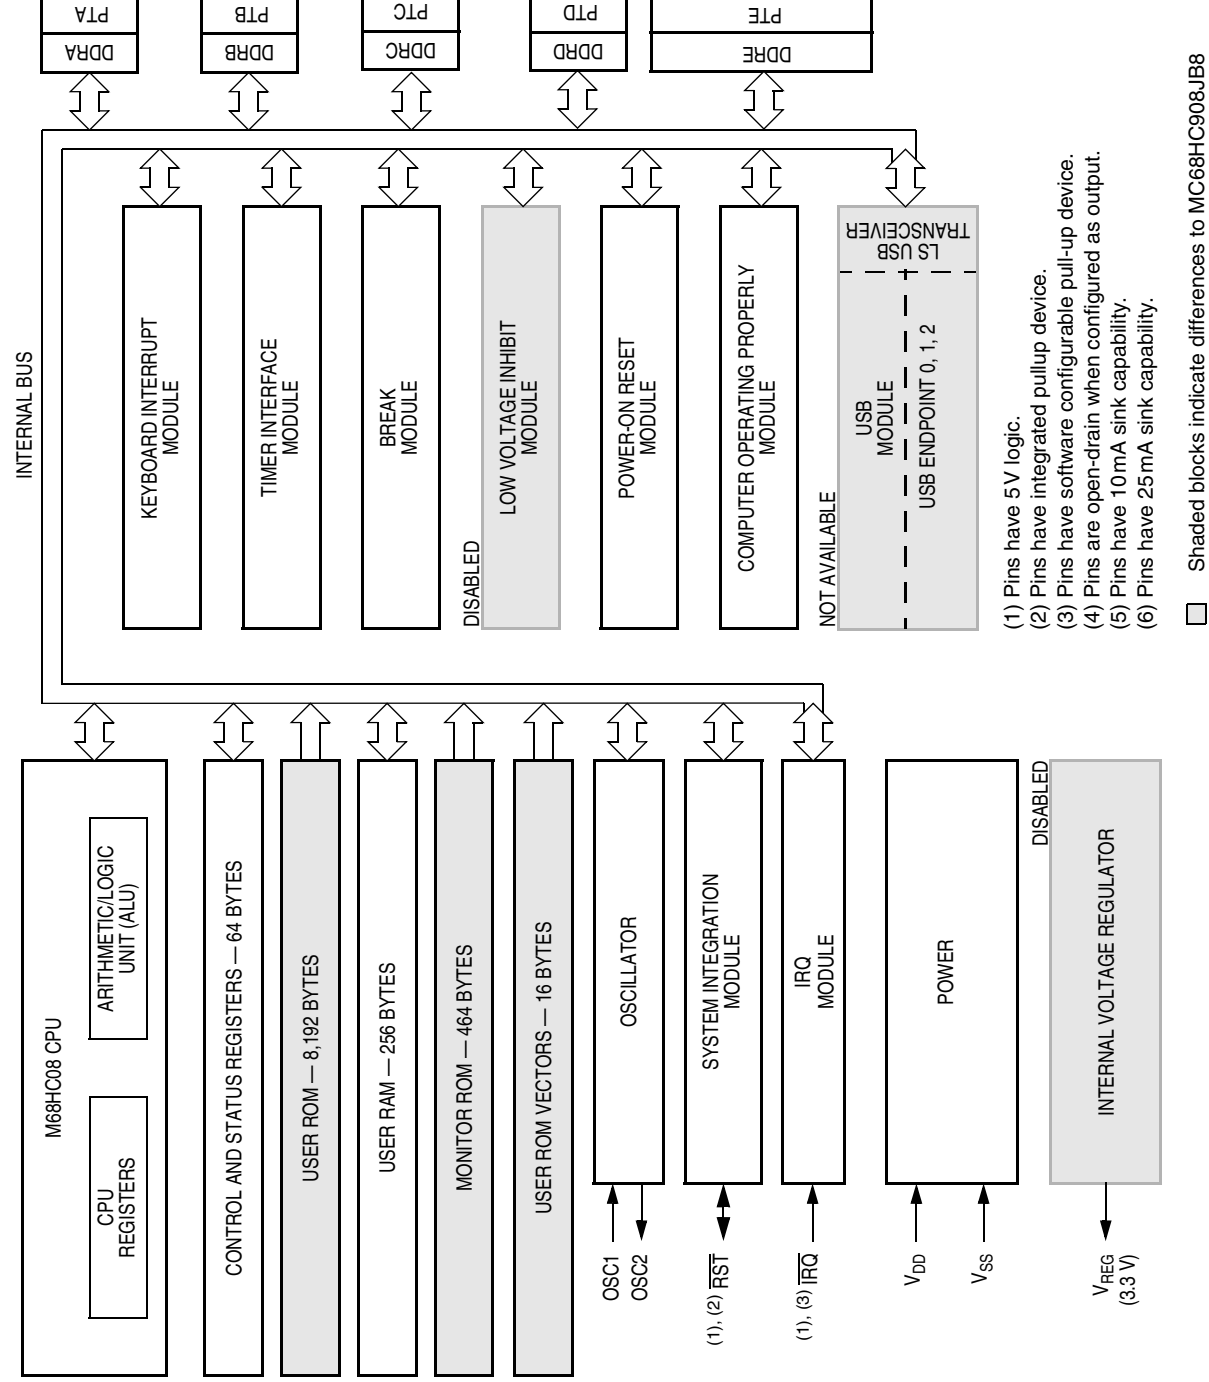 M68HC08 CPU
CPU
REGISTERS
ARITHMETIC/LOGIC
UNIT (ALU)
CONTROL AND STATUS REGISTERS — 64 BYTES
USER ROM — 8,192 BYTES
USER RAM — 256 BYTES
MONITOR ROM — 464 BYTES
USER ROM VECTORS — 16 BYTES
OSC1
OSC2
OSCILLATOR
(1), (2) RST
SYSTEM INTEGRATION
MODULE
(1), (3) IRQ
IRQ
MODULE
VDD
VSS
POWER
VREG
(3.3 V)
DISABLED
INTERNAL VOLTAGE REGULATOR
INTERNAL BUS
KEYBOARD INTERRUPT
MODULE
TIMER INTERFACE
MODULE
BREAK
MODULE
DISABLED
LOW VOLTAGE INHIBIT
MODULE
POWER-ON RESET
MODULE
COMPUTER OPERATING PROPERLY
MODULE
NOT AVAILABLE
USB
MODULE
USB ENDPOINT 0, 1, 2
LS USB
TRANSCEIVER
DDRA
PTA
DDRB
PTB
DDRC
PTC
DDRD
PTD
DDRE
PTE
(1) Pins have 5V logic.
(2) Pins have integrated pullup device.
(3) Pins have software configurable pull-up device.
(4) Pins are open-drain when configured as output.
(5) Pins have 10mA sink capability.
(6) Pins have 25mA sink capability.
Shaded blocks indicate differences to MC68HC908JB8